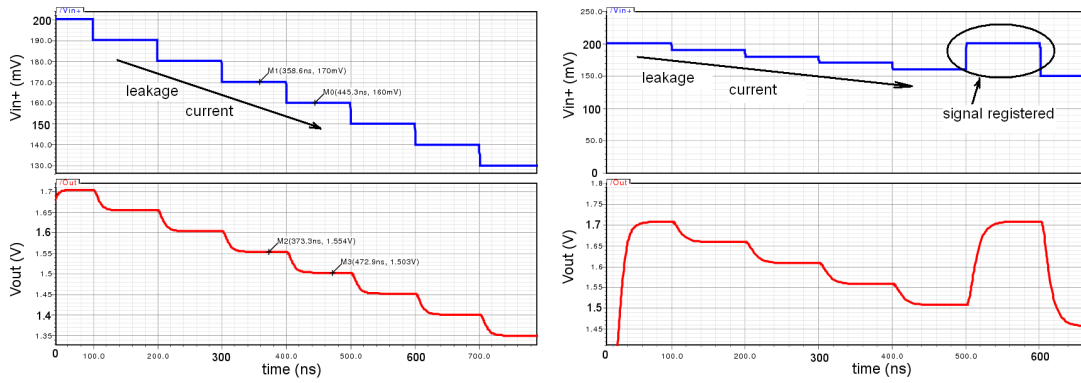 /Vin+
200
190.0
180
170
160
150
140
130.0
Vin+ (mV)
M1(358.6ns, 170mV)
M0(445.3ns, 160mV)
leakage
current
/Out
1.7
1.65
1.6
1.55
1.5
1.45
1.4
1.35
Vout (V)
M2(373.3ns, 1.554V)
M3(472.9ns, 1.503V)
0 100.0 200.0 300 400.0 500.0 600 700.0
time (ns)
/Vin+
250.0
200
150.0
100
50.0
0
Vin+ (mV)
leakage
current
signal registered
/Out
1.8
1.75
1.7
1.65
1.6
1.55
1.5
1.45
Vout (V)
0.0 100.0 200.0 300 400.0 500.0 600
time (ns)